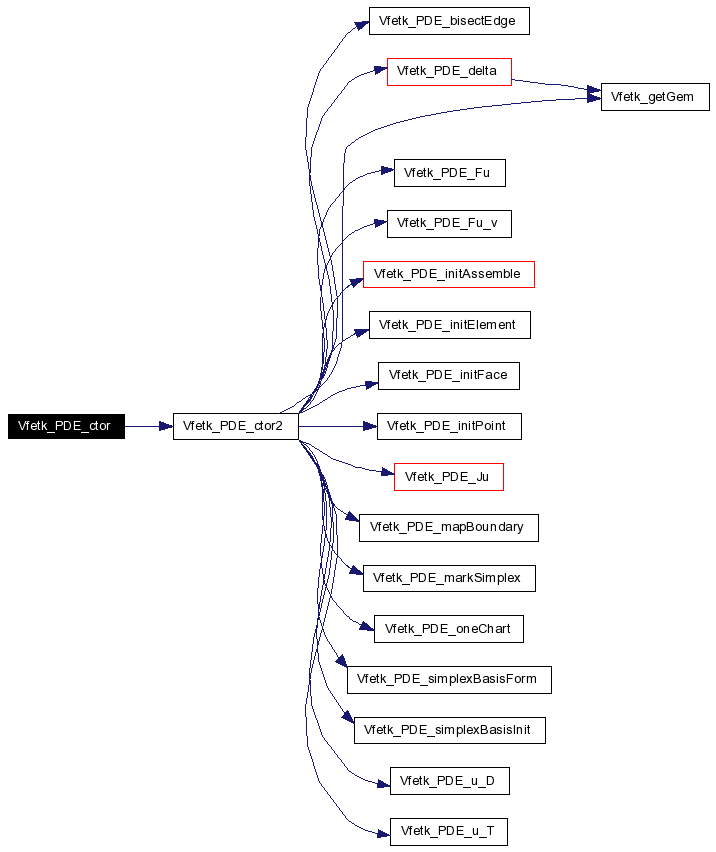 Vfetk_PDE_bisectEdge
Vfetk_PDE_delta
Vfetk_getGem
Vfetk_PDE_Fu
Vfetk_PDE_Fu_v
Vfetk_PDE_initAssemble
Vfetk_PDE_initElement
Vfetk_PDE_initFace
Vfetk_PDE_ctor
Vfetk_PDE_ctor2
Vfetk_PDE_initPoint
Vfetk_PDE_Ju
Vfetk_PDE_mapBoundary
Vfetk_PDE_markSimplex
Vfetk_PDE_oneChart
Vfetk_PDE_simplexBasisForm
Vfetk_PDE_simplexBasisInit
Vfetk_PDE_u_D
Vfetk_PDE_u_T